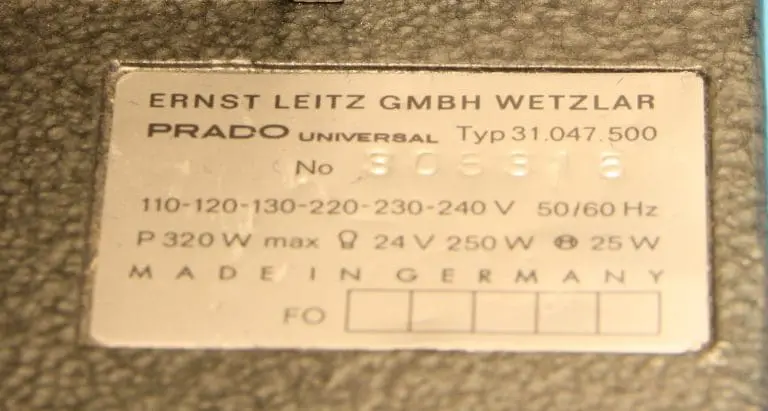 ERNST LEITZ GMBH WETZLAR
PRADO UNIVERSAL Typ 31.047.500
No
110-120-130-220-230-240 V 50/60 Hz
P 320 W max 24 V 250 W 25 W
MADE IN GERMANY
FO